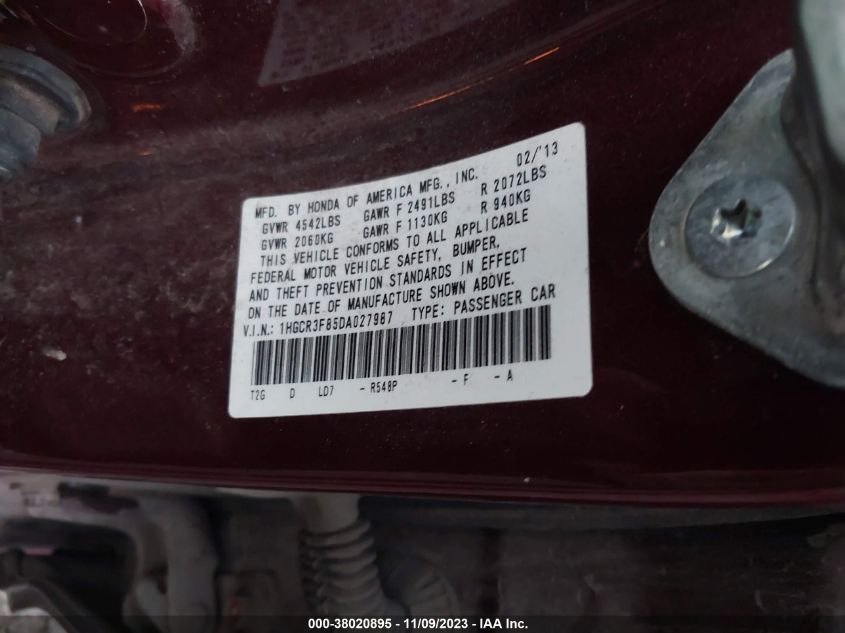 MFD. BY HONDA OF AMERICA MFG., INC. 02/'13
GVWR 4542LBS GAWR F 2491LBS R 2072LBS
GVWR 2060KG GAWR F 1130KG R 940KG
THIS VEHICLE CONFORMS TO ALL APPLICABLE
FEDERAL MOTOR VEHICLE SAFETY, BUMPER,
AND THEFT PREVENTION STANDARDS IN EFFECT
ON THE DATE OF MANUFACTURE SHOWN ABOVE.
V.I.N.: 1HGCR3F85DA027987 TYPE: PASSENGER CAR
T2G D LD7 - R548P - F - A
000-38020895 - 11/09/2023 - IAA Inc.